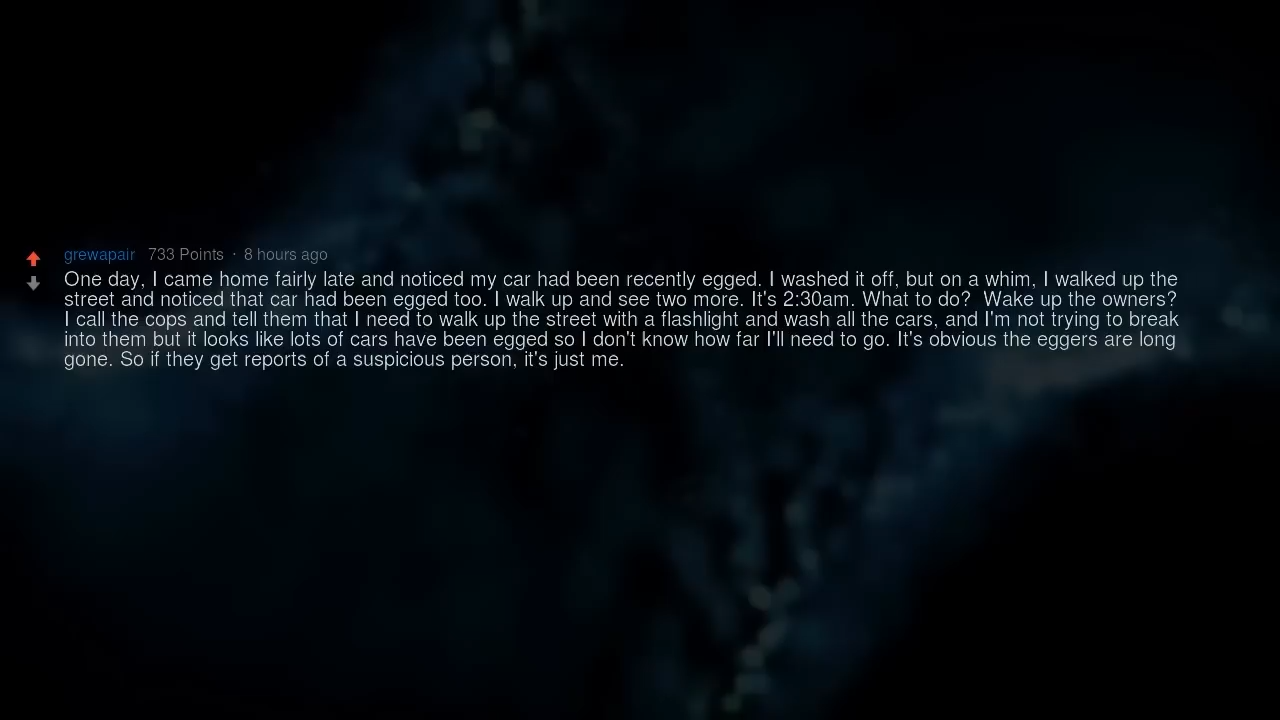 grewapair 733 Points · 8 hours ago
One day, I came home fairly late and noticed my car had been recently egged. I washed it off, but on a whim, I walked up the
street and noticed that car had been egged too. I walk up and see two more. It's 2:30am. What to do?  Wake up the owners?
I call the cops and tell them that I need to walk up the street with a flashlight and wash all the cars, and I'm not trying to break
into them but it looks like lots of cars have been egged so I don't know how far I'll need to go. It's obvious the eggers are long
gone. So if they get reports of a suspicious person, it's just me.